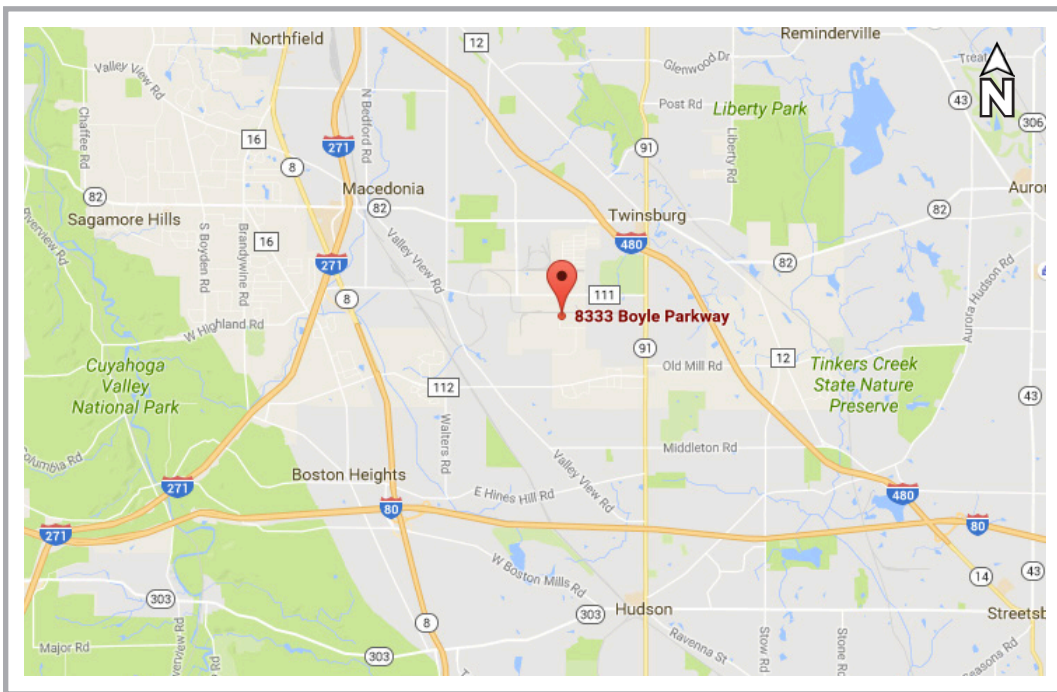 Northfield
12
Reminderville
Valley View Rd
Glenwood Dr
N
43
306
Chaffee Rd
N Bedford Rd
Post Rd
Liberty Park
Liberty Rd
16
271
8
91
Macedonia
82
82
Sagamore Hills
Riverview Rd
S Boyden Rd
Brandywine Rd
16
271
Valley View Rd
Twinsburg
480
82
82
Aurora Hudson Rd
8
111
8333 Boyle Parkway
W Highland Rd
91
Old Mill Rd
12
Cuyahoga
Valley
National Park
112
Tinkers Creek
State Nature
Preserve
43
Walters Rd
Middleton Rd
Columbia Rd
Boston Heights
271
E Hines Hill Rd
Valley View Rd
80
480
271
80
W Boston Mills Rd
14
43
303
303
Hudson
8
Major Rd
303
Ravenna St
Stow Rd
Stone Rd